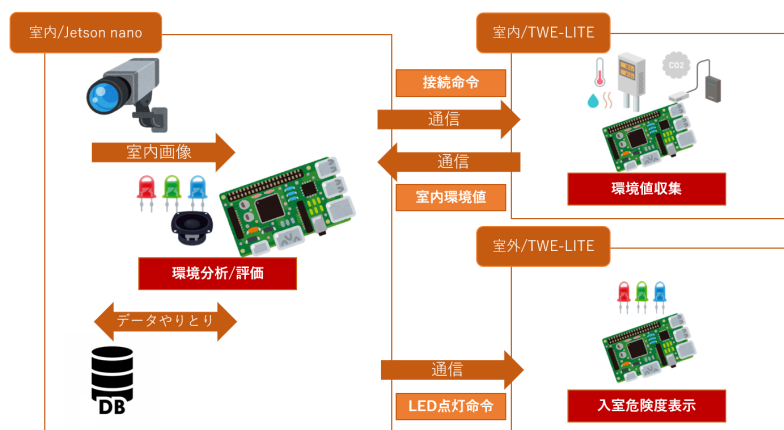 室内/Jetson nano
室内画像
環境分析/評価
データやりとり
DB
接続命令
通信
通信
室内環境値
通信
LED点灯命令
室内/TWE-LITE
CO2
環境値収集
室外/TWE-LITE
入室危険度表示